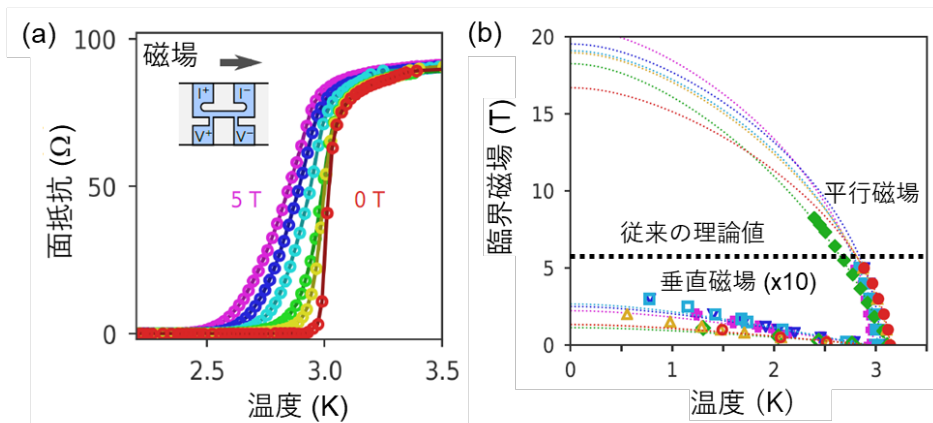 (a)
100
50
0
面抵抗 (Ω)
磁場
I⁺ I⁻
V⁺ V⁻
5 T
0 T
2.5 3.0 3.5
温度 (K)
(b)
20
15
10
5
0
臨界磁場 (T)
平行磁場
従来の理論値
垂直磁場 (x10)
0 1 2 3
温度 (K)